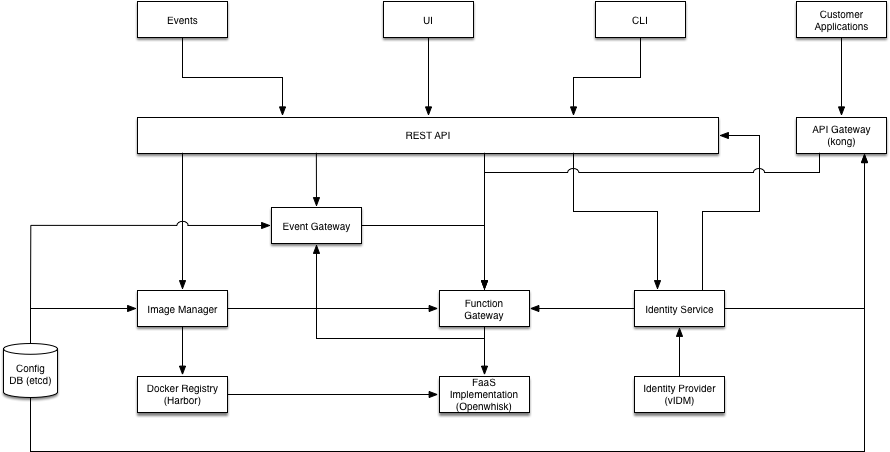 Events
UI
CLI
Customer
Applications
REST API
API Gateway
(kong)
Event Gateway
Image Manager
Function
Gateway
Identity Service
Config
DB (etcd)
Docker Registry
(Harbor)
FaaS
Implementation
(Openwhisk)
Identity Provider
(vIDM)